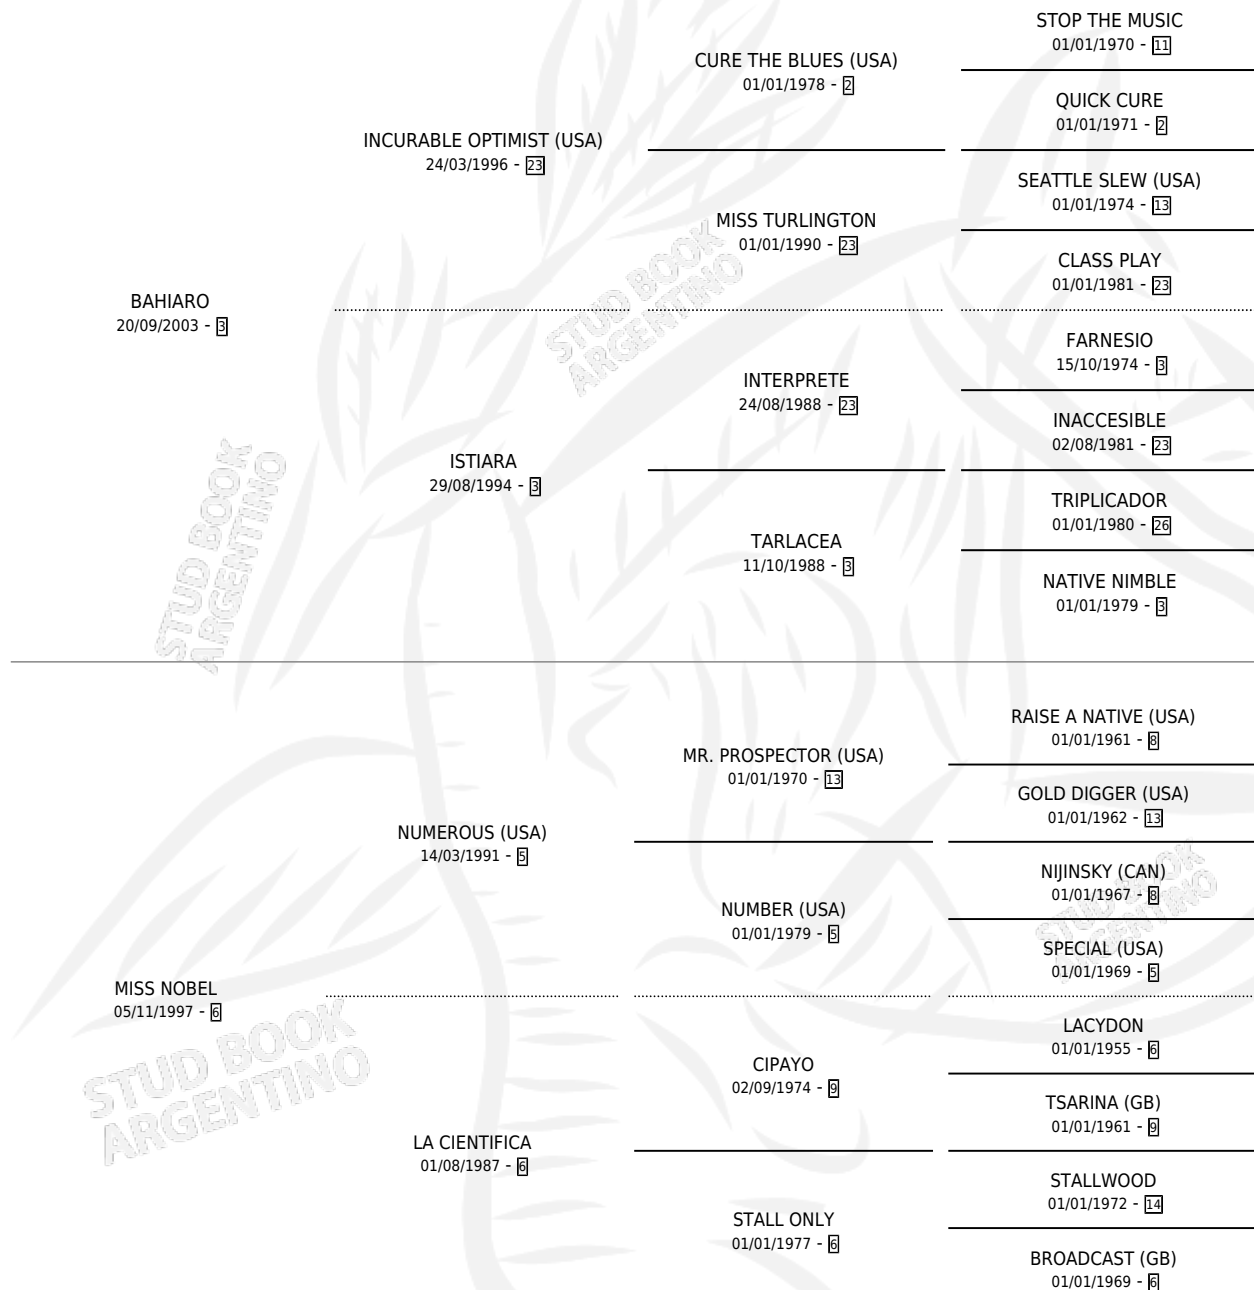 STOP THE MUSIC
01/01/1970 - 11
CURE THE BLUES (USA)
01/01/1978 - 2
QUICK CURE
01/01/1971 - 2
INCURABLE OPTIMIST (USA)
24/03/1996 - 23
SEATTLE SLEW (USA)
01/01/1974 - 13
MISS TURLINGTON
01/01/1990 - 23
CLASS PLAY
01/01/1981 - 23
BAHIARO
20/09/2003 - 3
FARNESIO
15/10/1974 - 3
INTERPRETE
24/08/1988 - 23
INACCESIBLE
02/08/1981 - 23
ISTIARA
29/08/1994 - 3
TRIPLICADOR
01/01/1980 - 26
TARLACEA
11/10/1988 - 3
NATIVE NIMBLE
01/01/1979 - 3
RAISE A NATIVE (USA)
01/01/1961 - 8
MR. PROSPECTOR (USA)
01/01/1970 - 13
GOLD DIGGER (USA)
01/01/1962 - 13
NUMEROUS (USA)
14/03/1991 - 5
NIJINSKY (CAN)
01/01/1967 - 8
NUMBER (USA)
01/01/1979 - 5
SPECIAL (USA)
01/01/1969 - 5
MISS NOBEL
05/11/1997 - 6
LACYDON
01/01/1955 - 6
CIPAYO
02/09/1974 - 9
TSARINA (GB)
01/01/1961 - 9
LA CIENTIFICA
01/08/1987 - 6
STALLWOOD
01/01/1972 - 14
STALL ONLY
01/01/1977 - 6
BROADCAST (GB)
01/01/1969 - 6
STUD BOOK
ARGENTINO
STUD BOOK
ARGENTINO
STUD BOOK
ARGENTINO
STUD BOOK
ARGENTINO